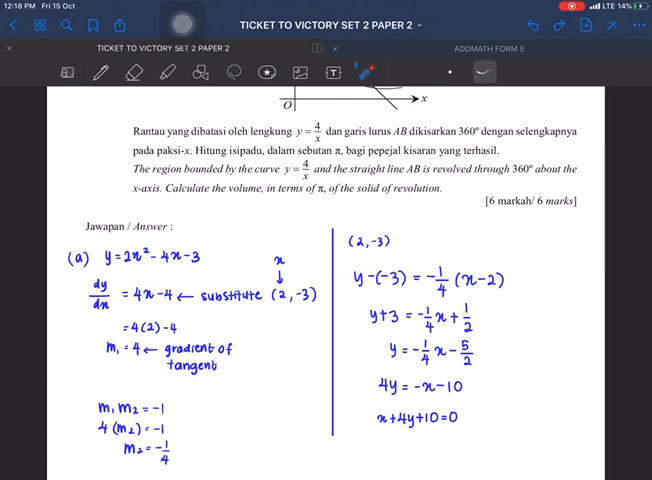 12:18 PM Fri 15 Oct
LTE 14%
TICKET TO VICTORY SET 2 PAPER 2
TICKET TO VICTORY SET 2 PAPER 2
ADDMATH FORM 5
O
x
Rantau yang dibatasi oleh lengkung y = 4/x dan garis lurus AB dikisarkan 360° dengan selengkapnya
pada paksi-x. Hitung isipadu, dalam sebutan π, bagi pepejal kisaran yang terhasil.
The region bounded by the curve y = 4/x and the straight line AB is revolved through 360° about the
x-axis. Calculate the volume, in terms of π, of the solid of revolution.
[6 markah/ 6 marks]
Jawapan / Answer :
(a) y = 2x² - 4x - 3
x
↓
dy/dx = 4x - 4 ← substitute (2, -3)
= 4(2) - 4
m₁ = 4 ← gradient of
tangent
m₁ m₂ = -1
4 (m₂) = -1
m₂ = -1/4
(2, -3)
y - (-3) = -1/4 (x - 2)
y + 3 = -1/4 x + 1/2
y = -1/4 x - 5/2
4y = -x - 10
x + 4y + 10 = 0